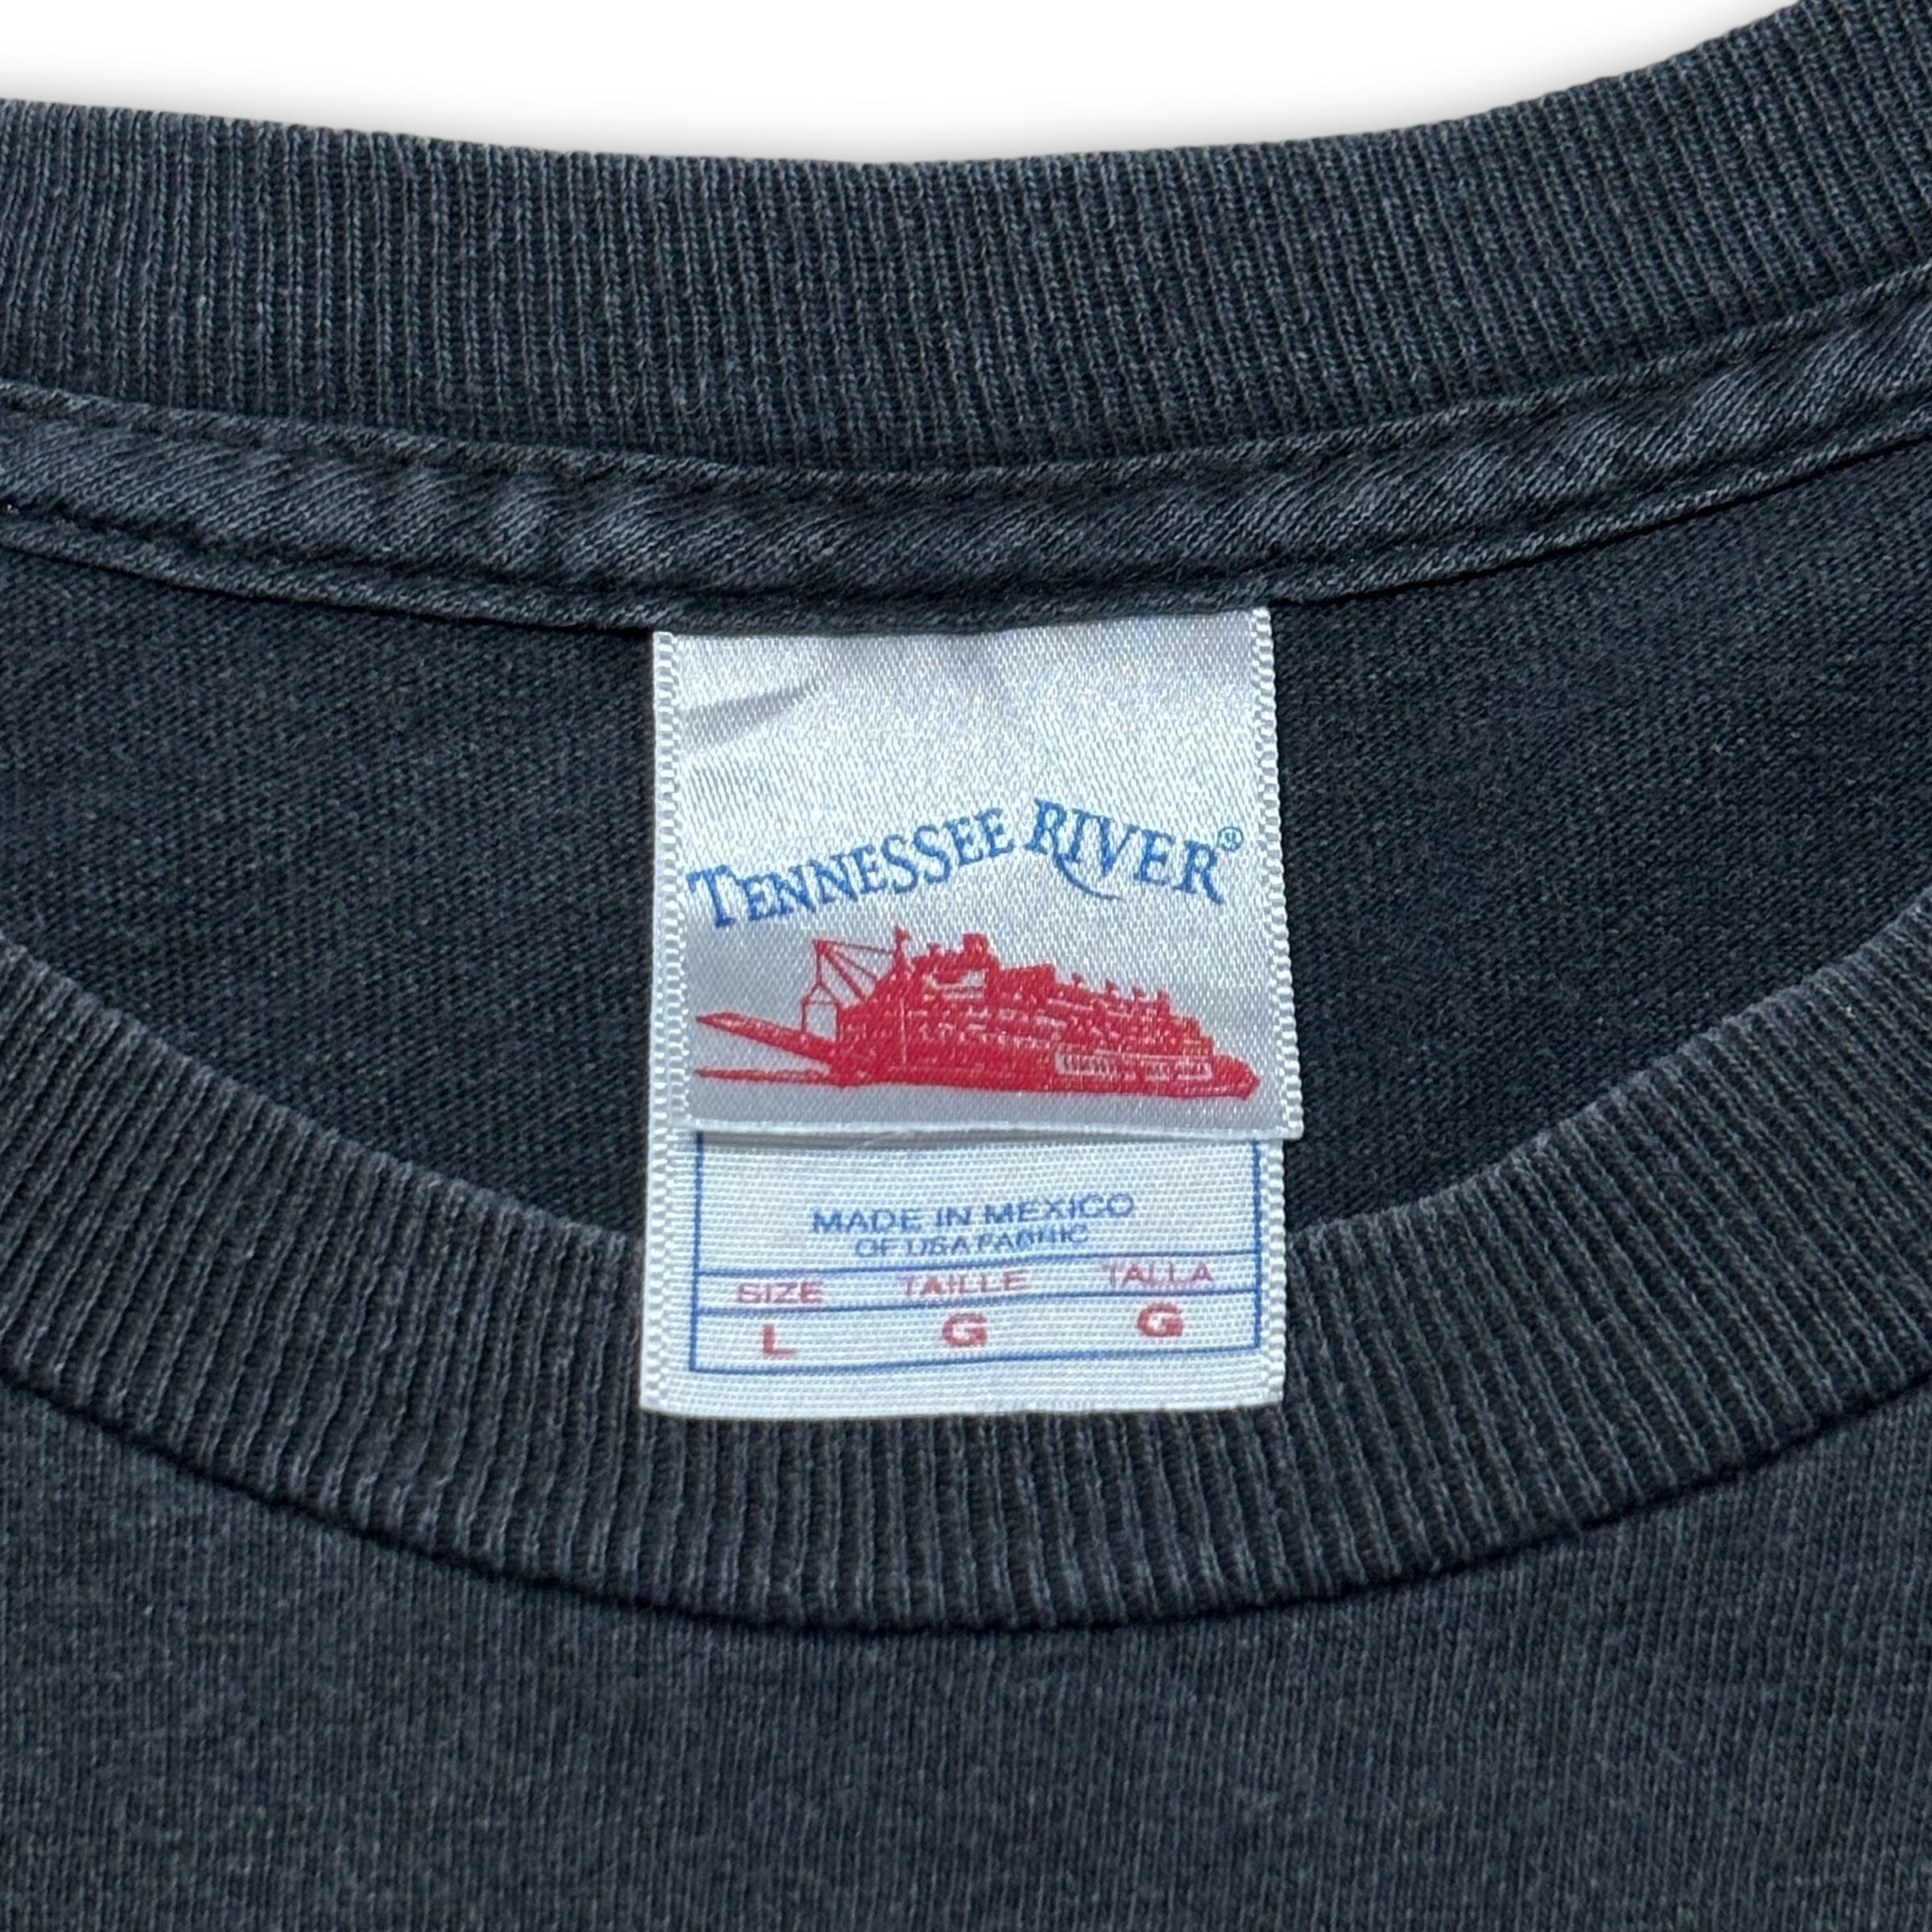 TENNESSEE RIVER®
MADE IN MEXICO
OF USA FABRIC
SIZE TAILLE TALLA
L G G